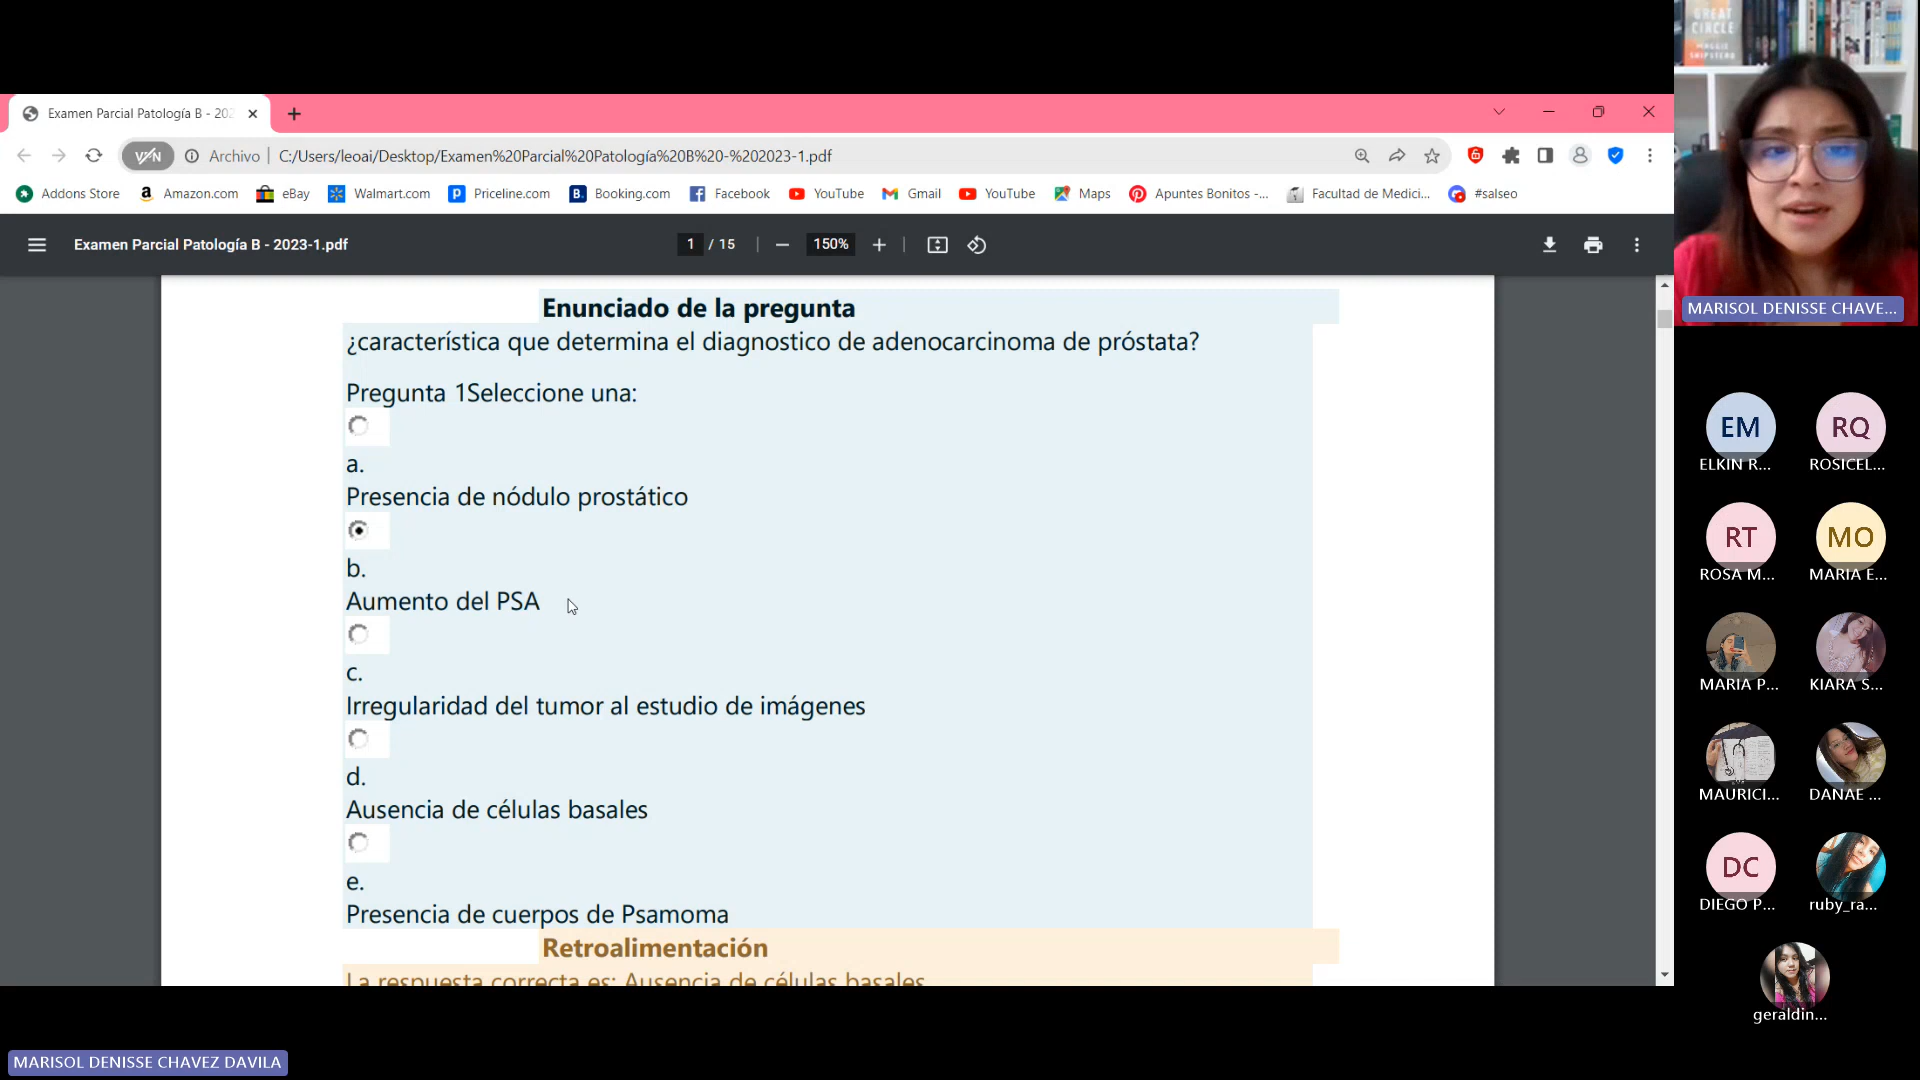 GREAT
CIRCLE
MAGGIE
SHIPSTEAD
Examen Parcial Patología B - 202
VPN
Archivo
C:/Users/leoai/Desktop/Examen%20Parcial%20Patología%20B%20-%202023-1.pdf
Addons Store
Amazon.com
eBay
Walmart.com
Priceline.com
Booking.com
Facebook
YouTube
Gmail
YouTube
Maps
Apuntes Bonitos -...
Facultad de Medici...
#salseo
Examen Parcial Patología B - 2023-1.pdf
1 / 15
150%
MARISOL DENISSE CHAVE...
Enunciado de la pregunta
¿característica que determina el diagnostico de adenocarcinoma de próstata?
Pregunta 1Seleccione una:
a.
Presencia de nódulo prostático
b.
Aumento del PSA
c.
Irregularidad del tumor al estudio de imágenes
d.
Ausencia de células basales
e.
Presencia de cuerpos de Psamoma
Retroalimentación
La respuesta correcta es: Ausencia de células basales
EM
ELKIN R...
RQ
ROSICEL...
RT
ROSA M...
MO
MARIA E...
MARIA P...
KIARA S...
MAURICI...
DANAE ...
DC
DIEGO P...
ruby_ra...
geraldin...
MARISOL DENISSE CHAVEZ DAVILA